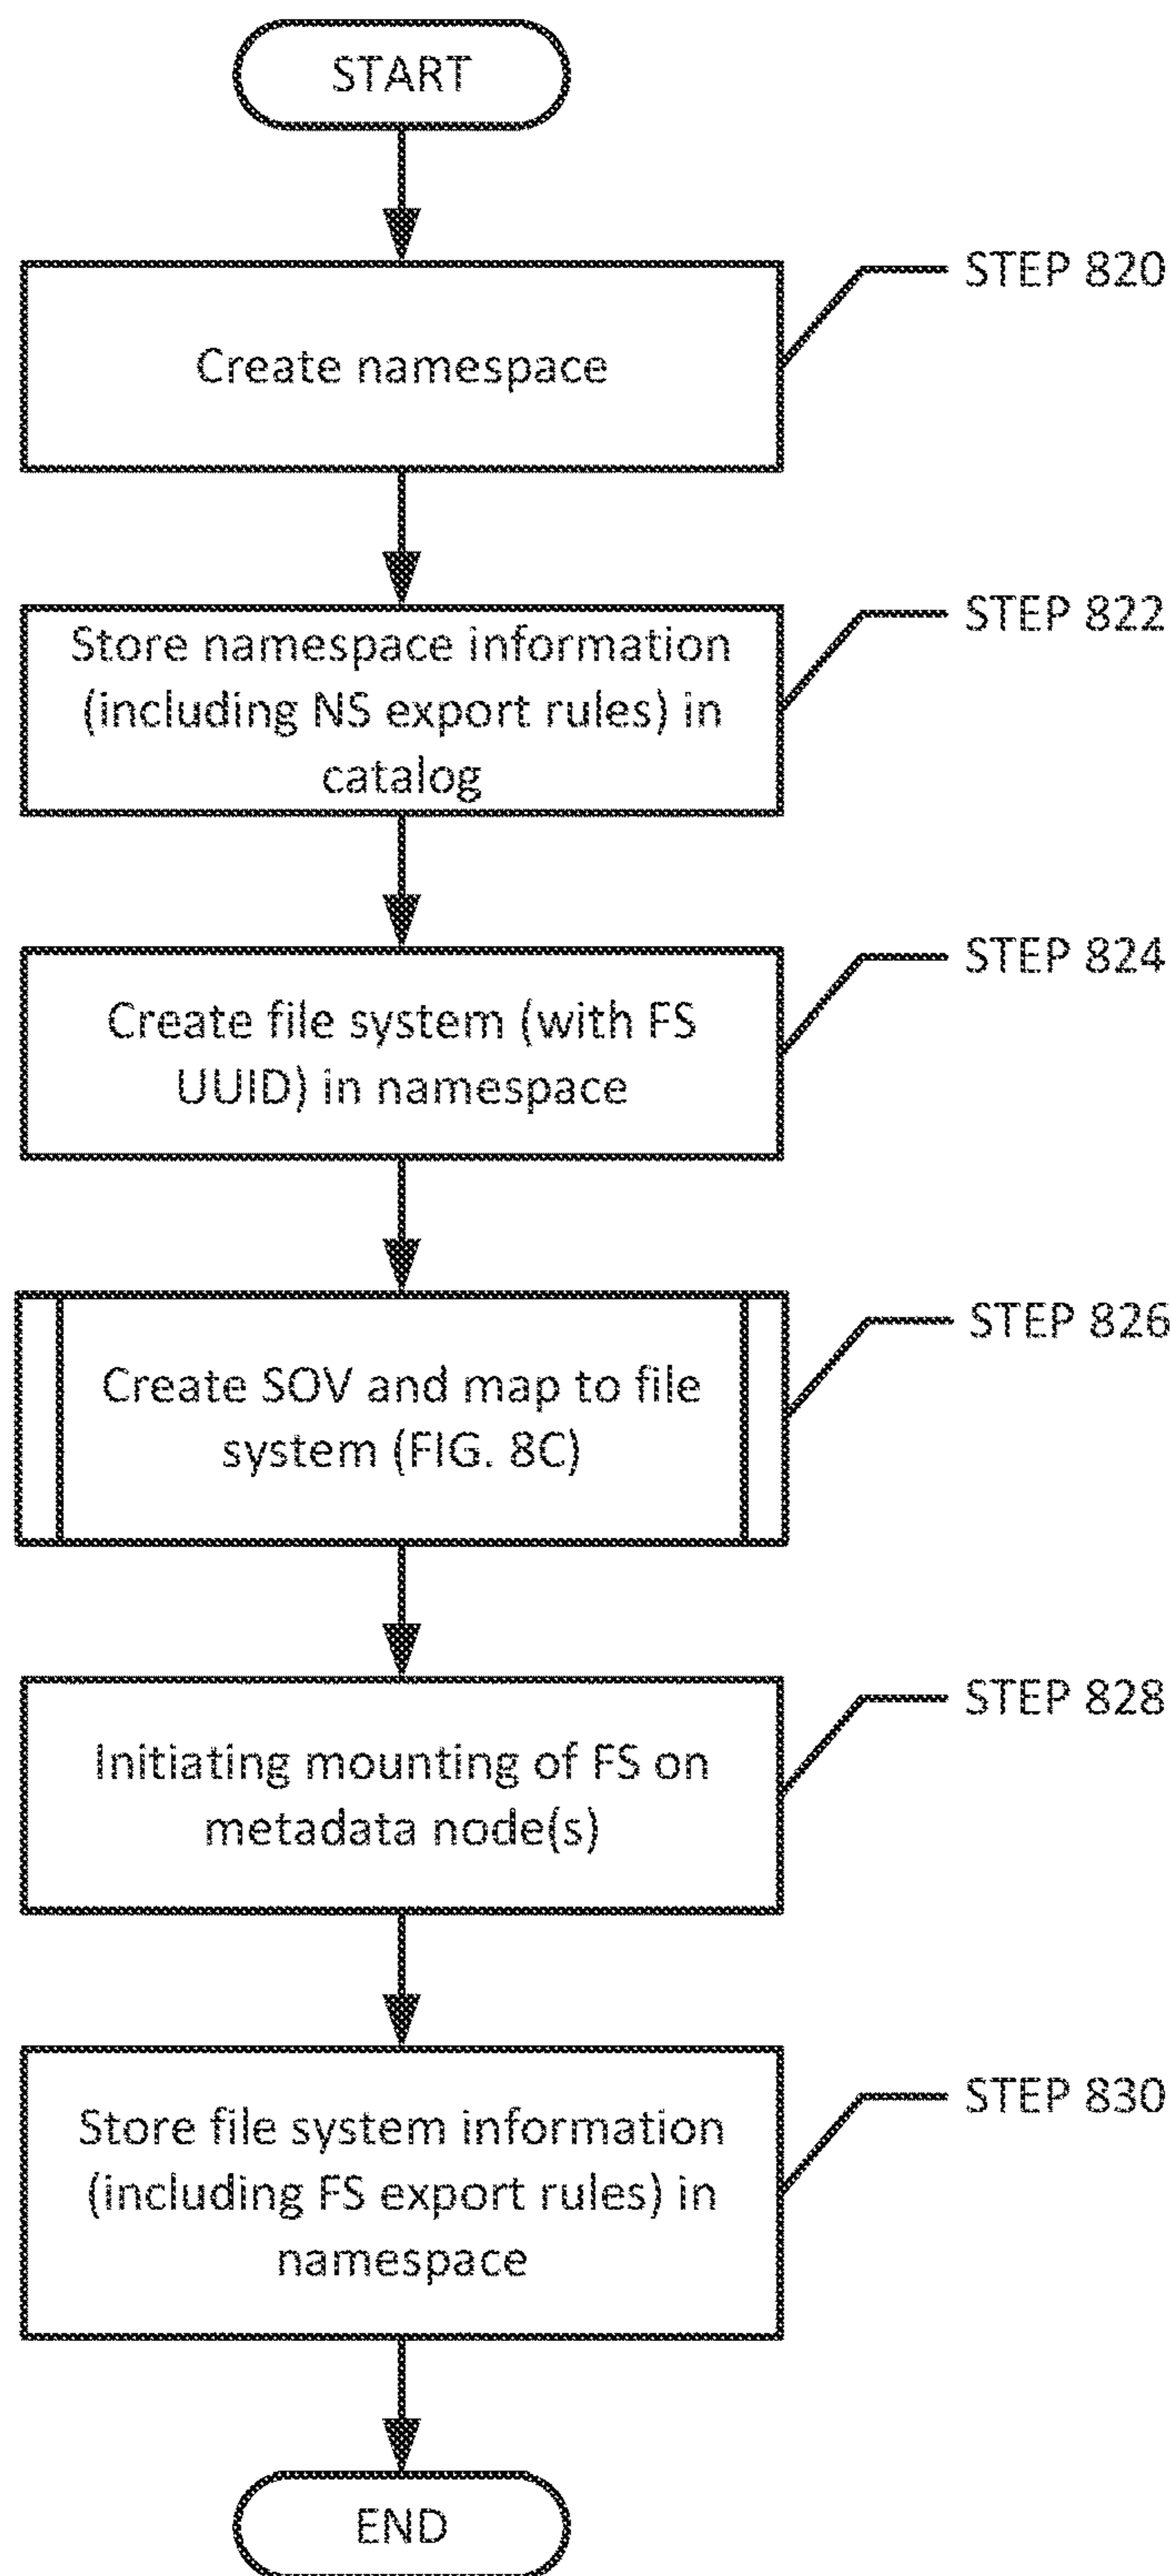 START
STEP 820
Create namespace
STEP 822
Store namespace information
(including NS export rules) in
catalog
STEP 824
Create file system (with FS
UUID) in namespace
STEP 826
Create SOV and map to file
system (FIG. 8C)
STEP 828
Initiating mounting of FS on
metadata node(s)
STEP 830
Store file system information
(including FS export rules) in
namespace
END